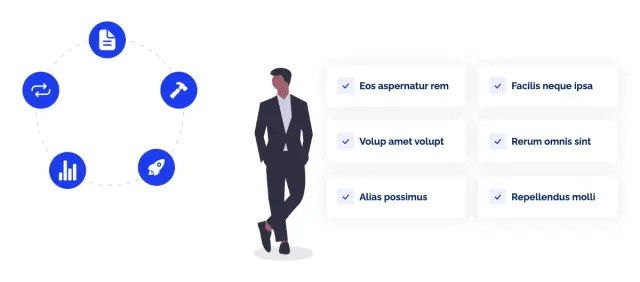 Eos aspernatur rem
Facilis neque ipsa
Volup amet volupt
Rerum omnis sint
Alias possimus
Repellendus molli